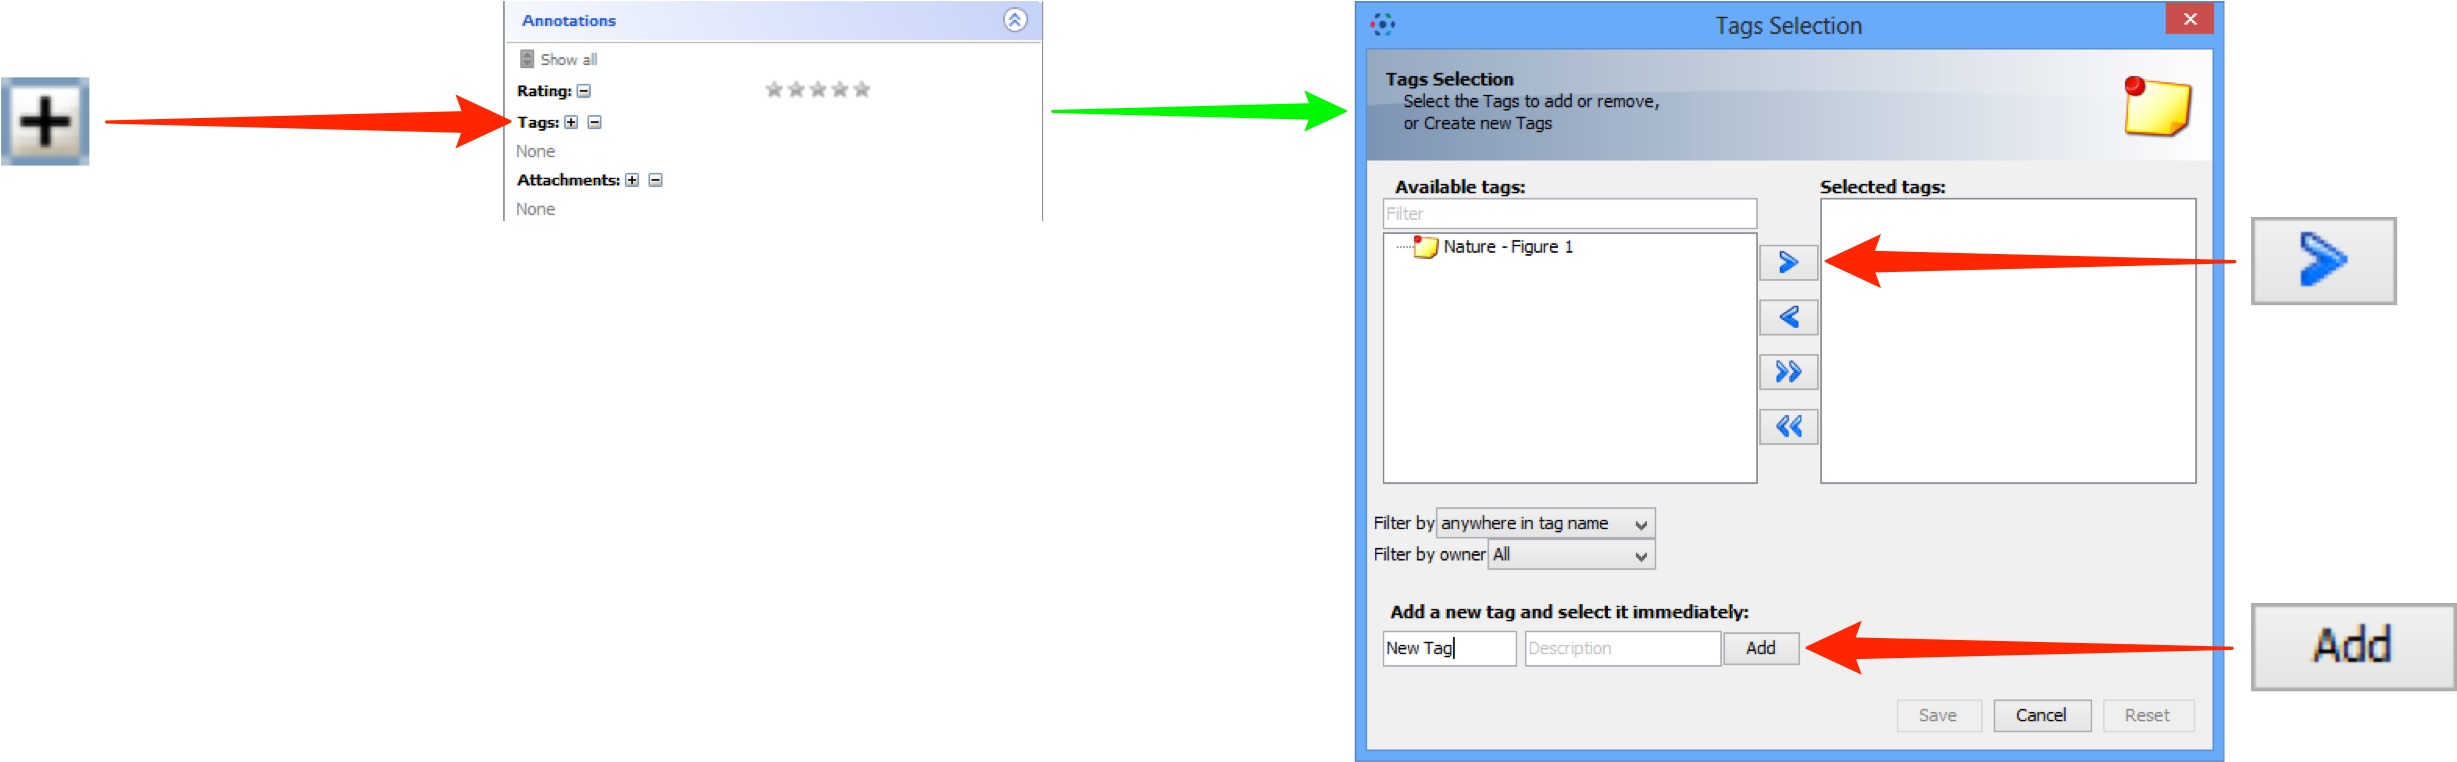 Annotations
Show all
Rating:
Tags:
None
Attachments:
None
Tags Selection
Tags Selection
Select the Tags to add or remove,
or Create new Tags
Available tags:
Selected tags:
Filter
Nature - Figure 1
Filter by anywhere in tag name
Filter by owner All
Add a new tag and select it immediately:
New Tag Description Add
Add
Save Cancel Reset